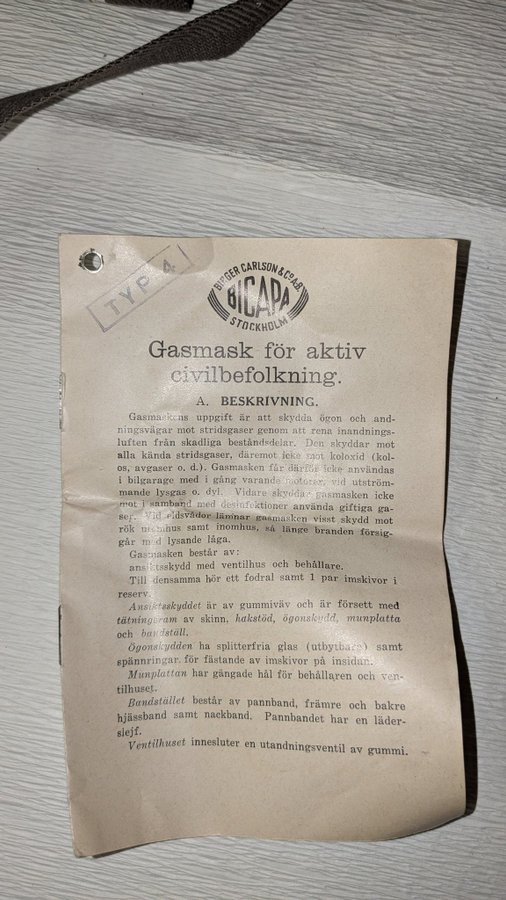 TYP 4
BIRGER CARLSON & Co A.B.
BICAPA
STOCKHOLM
Gasmask för aktiv
civilbefolkning.
A. BESKRIVNING.
Gasmaskens uppgift är att skydda ögon och and-
ningsvägar mot stridsgaser genom att rena inandnings-
luften från skadliga beståndsdelar. Den skyddar mot
alla kända stridsgaser, däremot icke mot koloxid (kol-
os, avgaser o. d.). Gasmasken får därför icke användas
i bilgarage med i gång varande motorer, vid utström-
mande lysgas o. dyl. Vidare skyddar gasmasken icke
mot i samband med desinfektioner använda giftiga ga-
ser. Vid eldsvådor lämnar gasmasken visst skydd mot
rök utomhus samt inomhus, så länge branden försig-
går med lysande låga.
Gasmasken består av:
ansiktsskydd med ventilhus och behållare.
Till densamma hör ett fodral samt 1 par imskivor i
reserv.
Ansiktsskyddet är av gummiväv och är försett med
tätningsram av skinn, hakstöd, ögonskydd, munplatta
och bandställ.
Ögonskydden ha splitterfria glas (utbytbara) samt
spännringar för fästande av imskivor på insidan.
Munplattan har gängade hål för behållaren och ven-
tilhuset.
Bandstället består av pannband, främre och bakre
hjässband samt nackband. Pannbandet har en läder-
slejf.
Ventilhuset innesluter en utandningsventil av gummi.